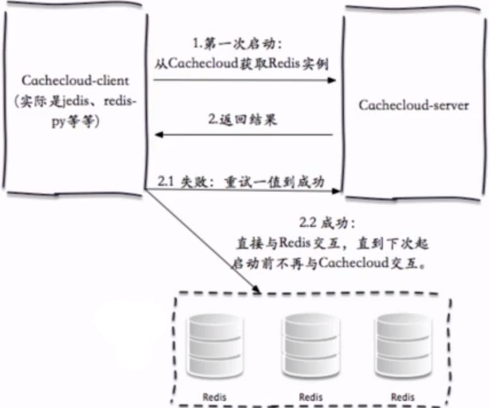 1.第一次启动：
从Cachecloud获取Redis实例
Cachecloud-client
(实际是jedis、redis-
py等等)
Cachecloud-server
2.返回结果
2.1 失败：重试一值到成功
2.2 成功：
直接与Redis交互，直到下次起
启动前不再与Cachecloud交互。
Redis
Redis
Redis